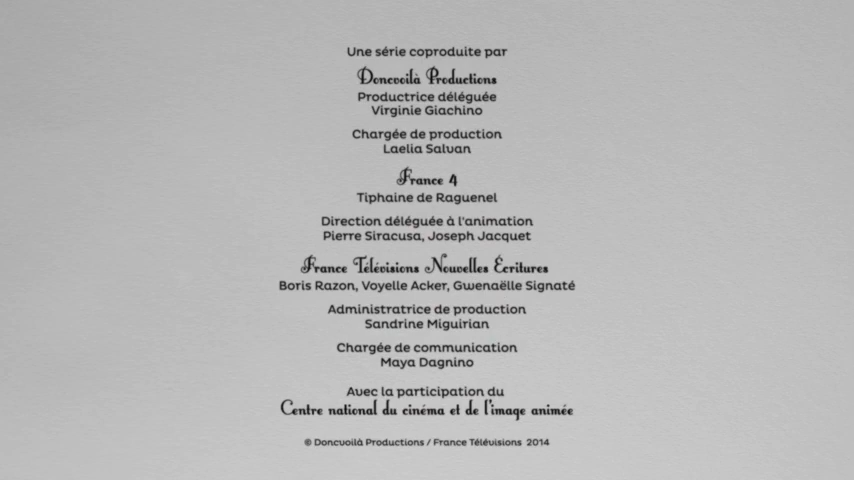 Une série coproduite par
Doncvoilà Productions
Productrice déléguée
Virginie Giachino
Chargée de production
Laelia Salvan
France 4
Tiphaine de Raguenel
Direction déléguée à l'animation
Pierre Siracusa, Joseph Jacquet
France Télévisions Nouvelles Écritures
Boris Razon, Voyelle Acker, Gwenaëlle Signaté
Administratrice de production
Sandrine Miguirian
Chargée de communication
Maya Dagnino
Avec la participation du
Centre national du cinéma et de l'image animée
© Doncvoilà Productions / France Télévisions 2014